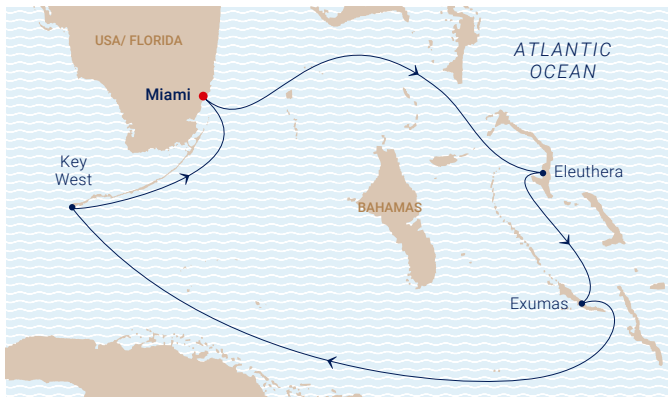 USA/ FLORIDA
ATLANTIC
OCEAN
Miami
Key
West
Eleuthera
BAHAMAS
Exumas